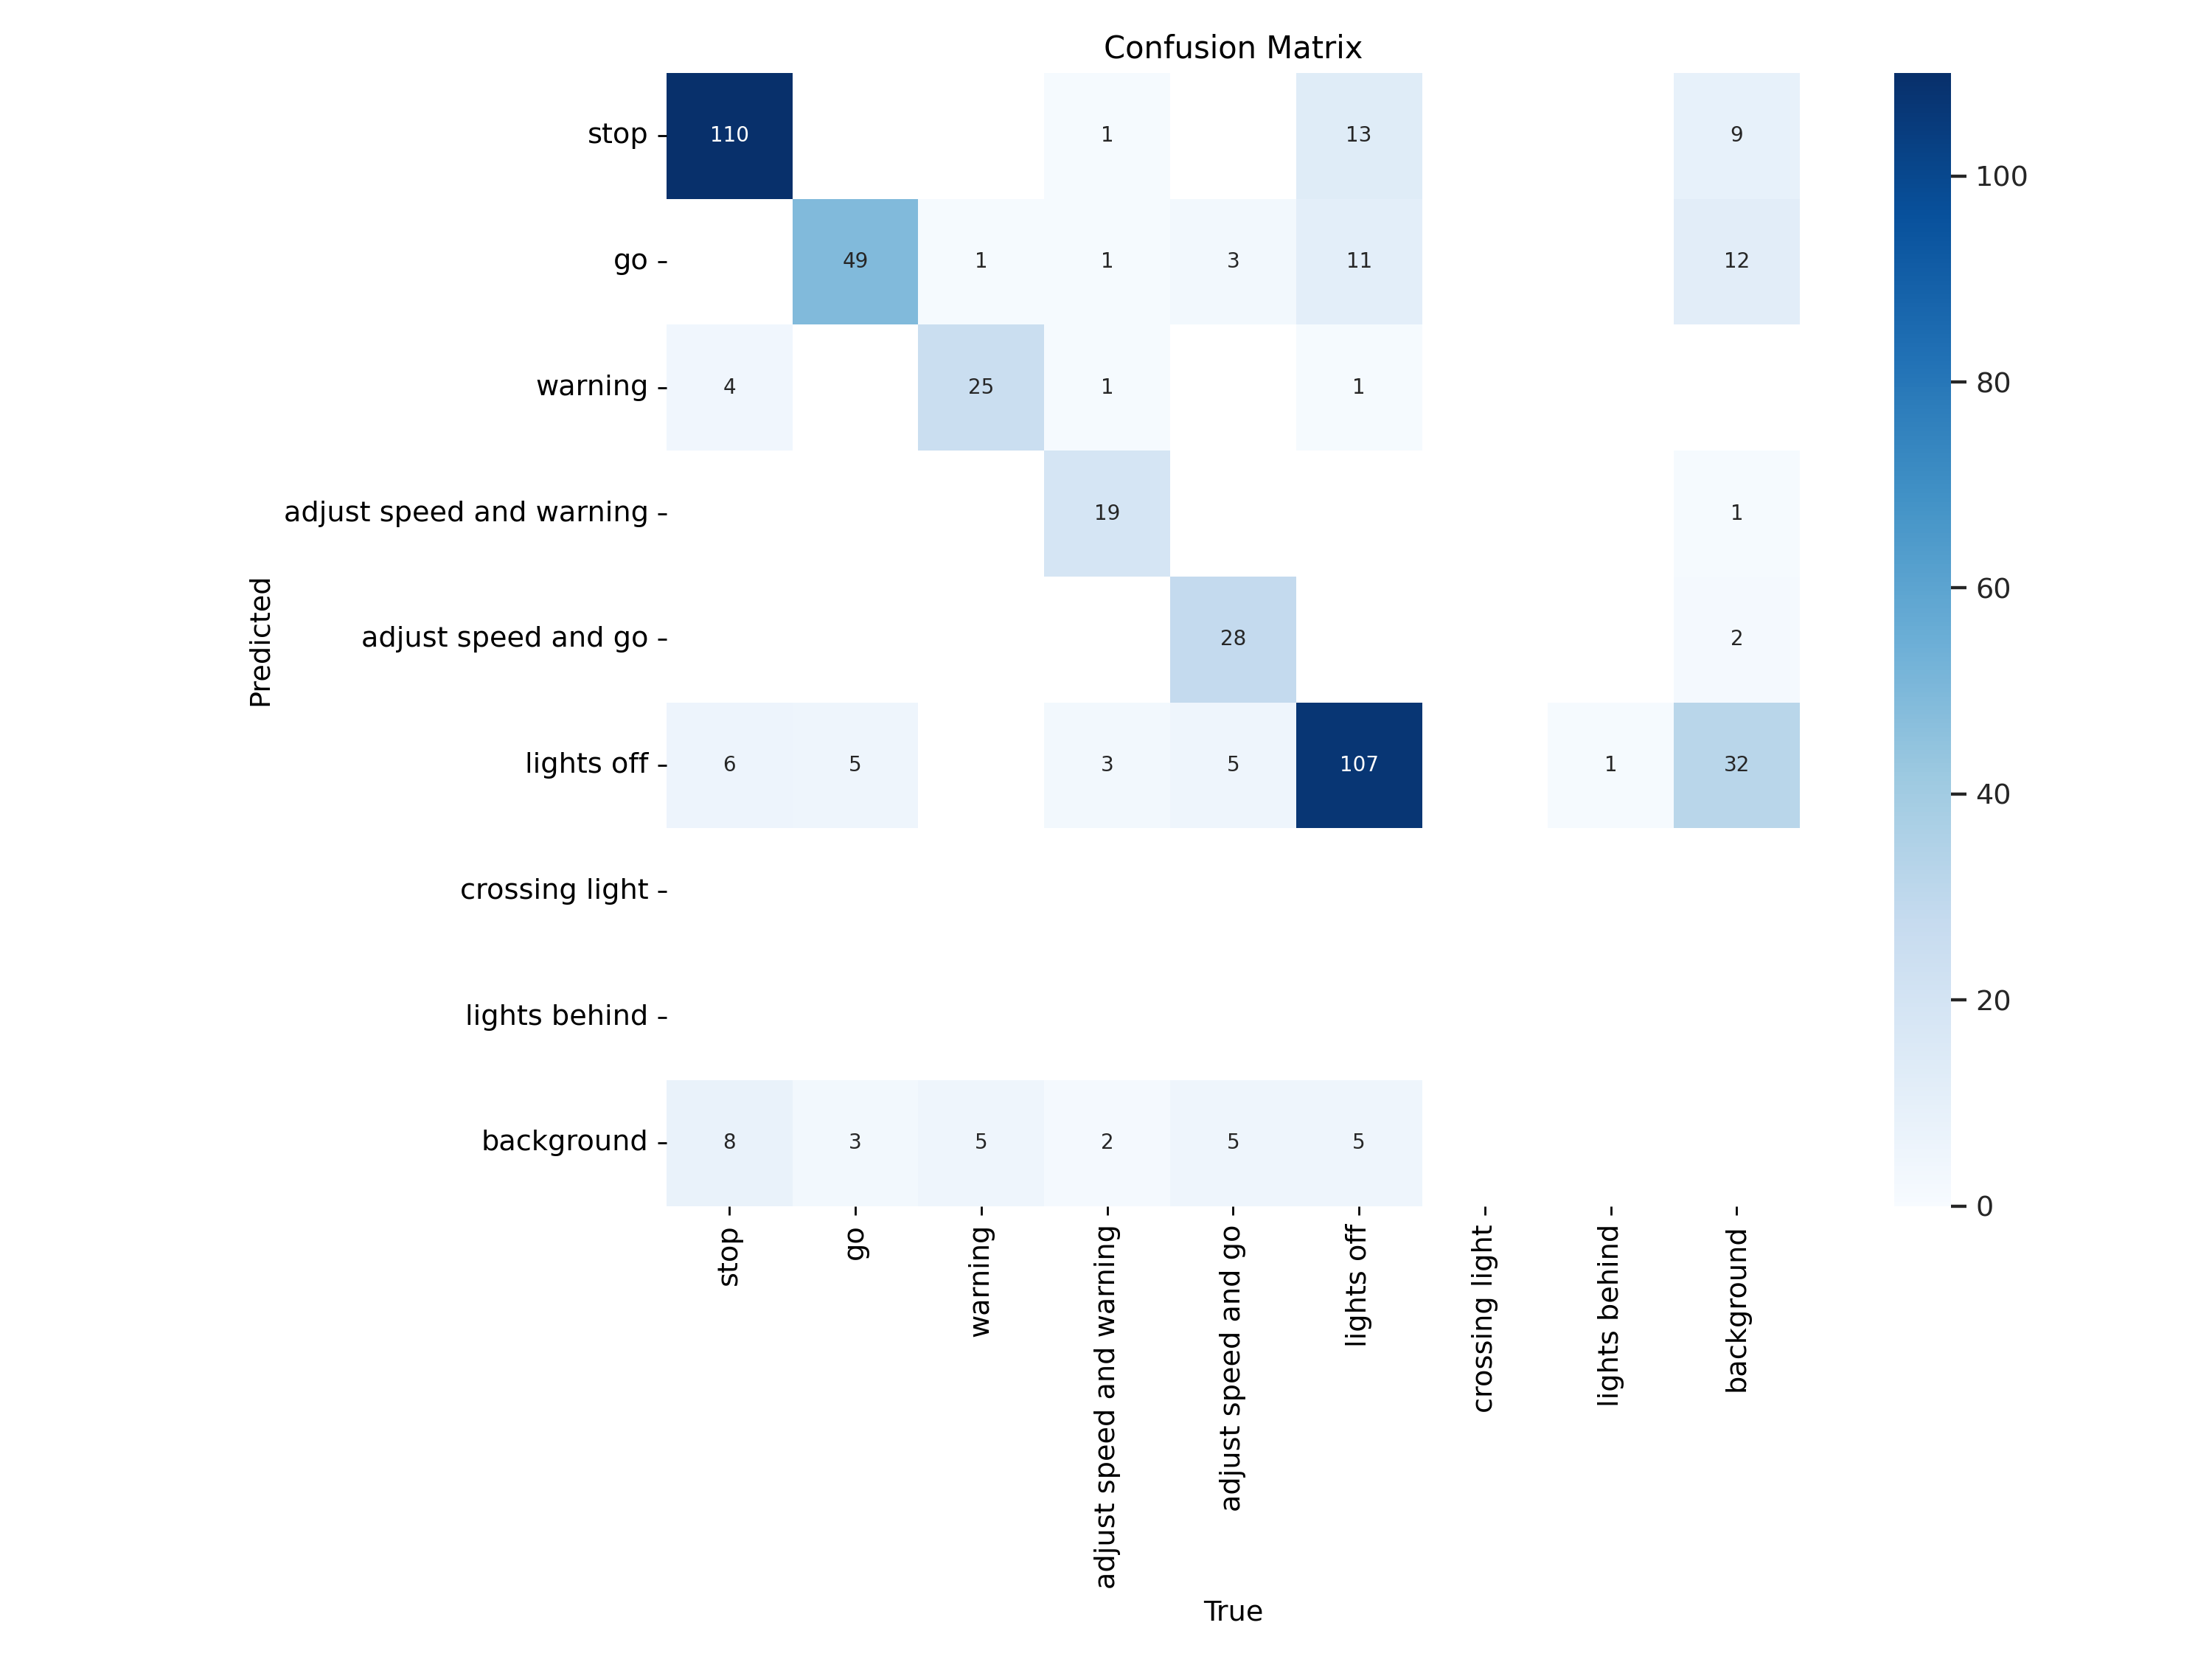 Confusion Matrix
stop
110
1
13
9
go
49
1
1
3
11
12
warning
4
25
1
1
adjust speed and warning
19
1
adjust speed and go
28
2
lights off
6
5
3
5
107
1
32
crossing light
lights behind
background
8
3
5
2
5
5
Predicted
stop
go
warning
adjust speed and warning
adjust speed and go
lights off
crossing light
lights behind
background
True
100
80
60
40
20
0